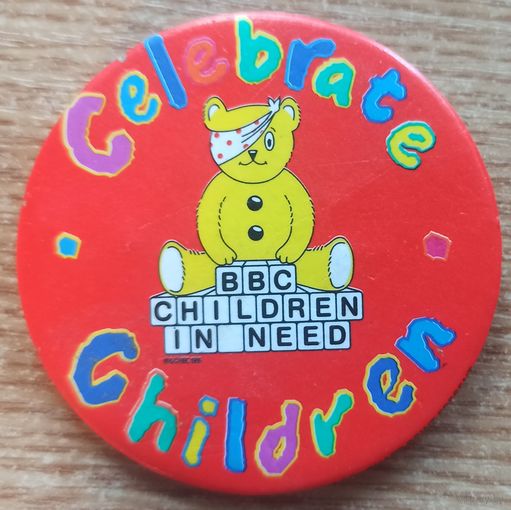 Celebrate
BBC
CHILDREN
IN NEED
Children